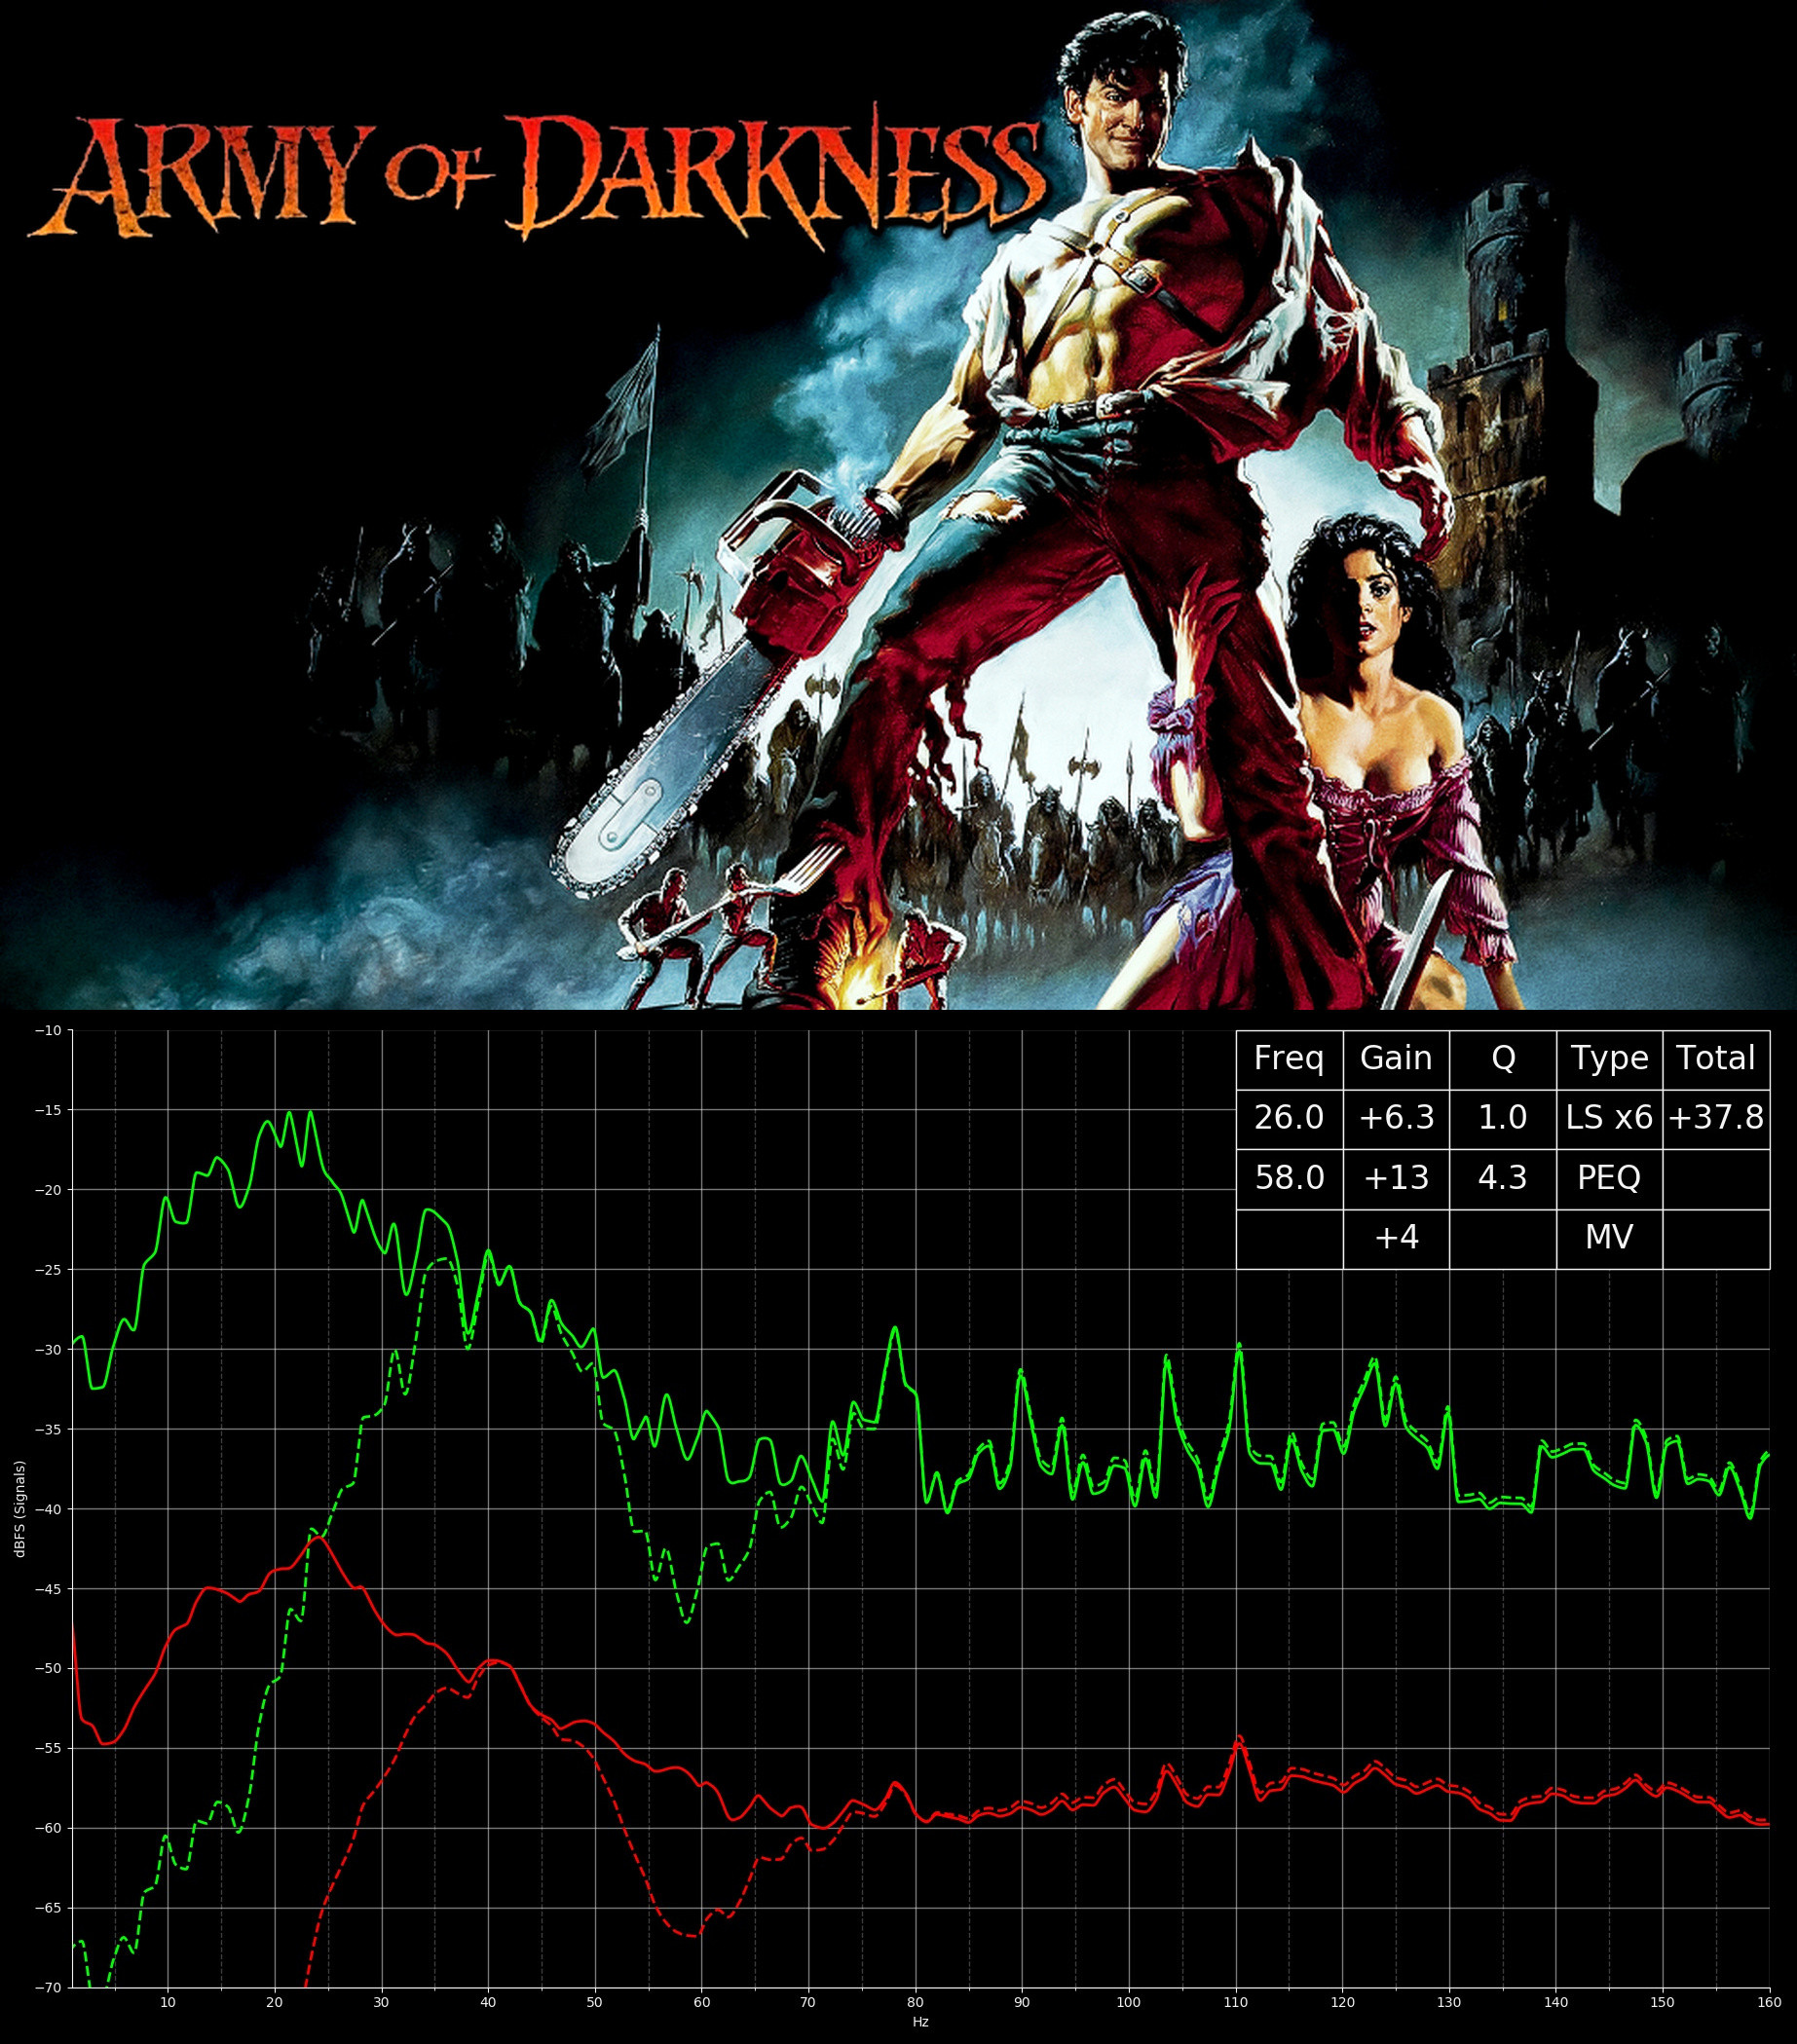 ARMY OF DARKNESS
Freq Gain Q Type Total
26.0 +6.3 1.0 LS x6 +37.8
58.0 +13 4.3 PEQ
+4 MV
−10
−15
−20
−25
−30
−35
−40
−45
−50
−55
−60
−65
−70
dBFS (Signals)
10 20 30 40 50 60 70 80 90 100 110 120 130 140 150 160
Hz